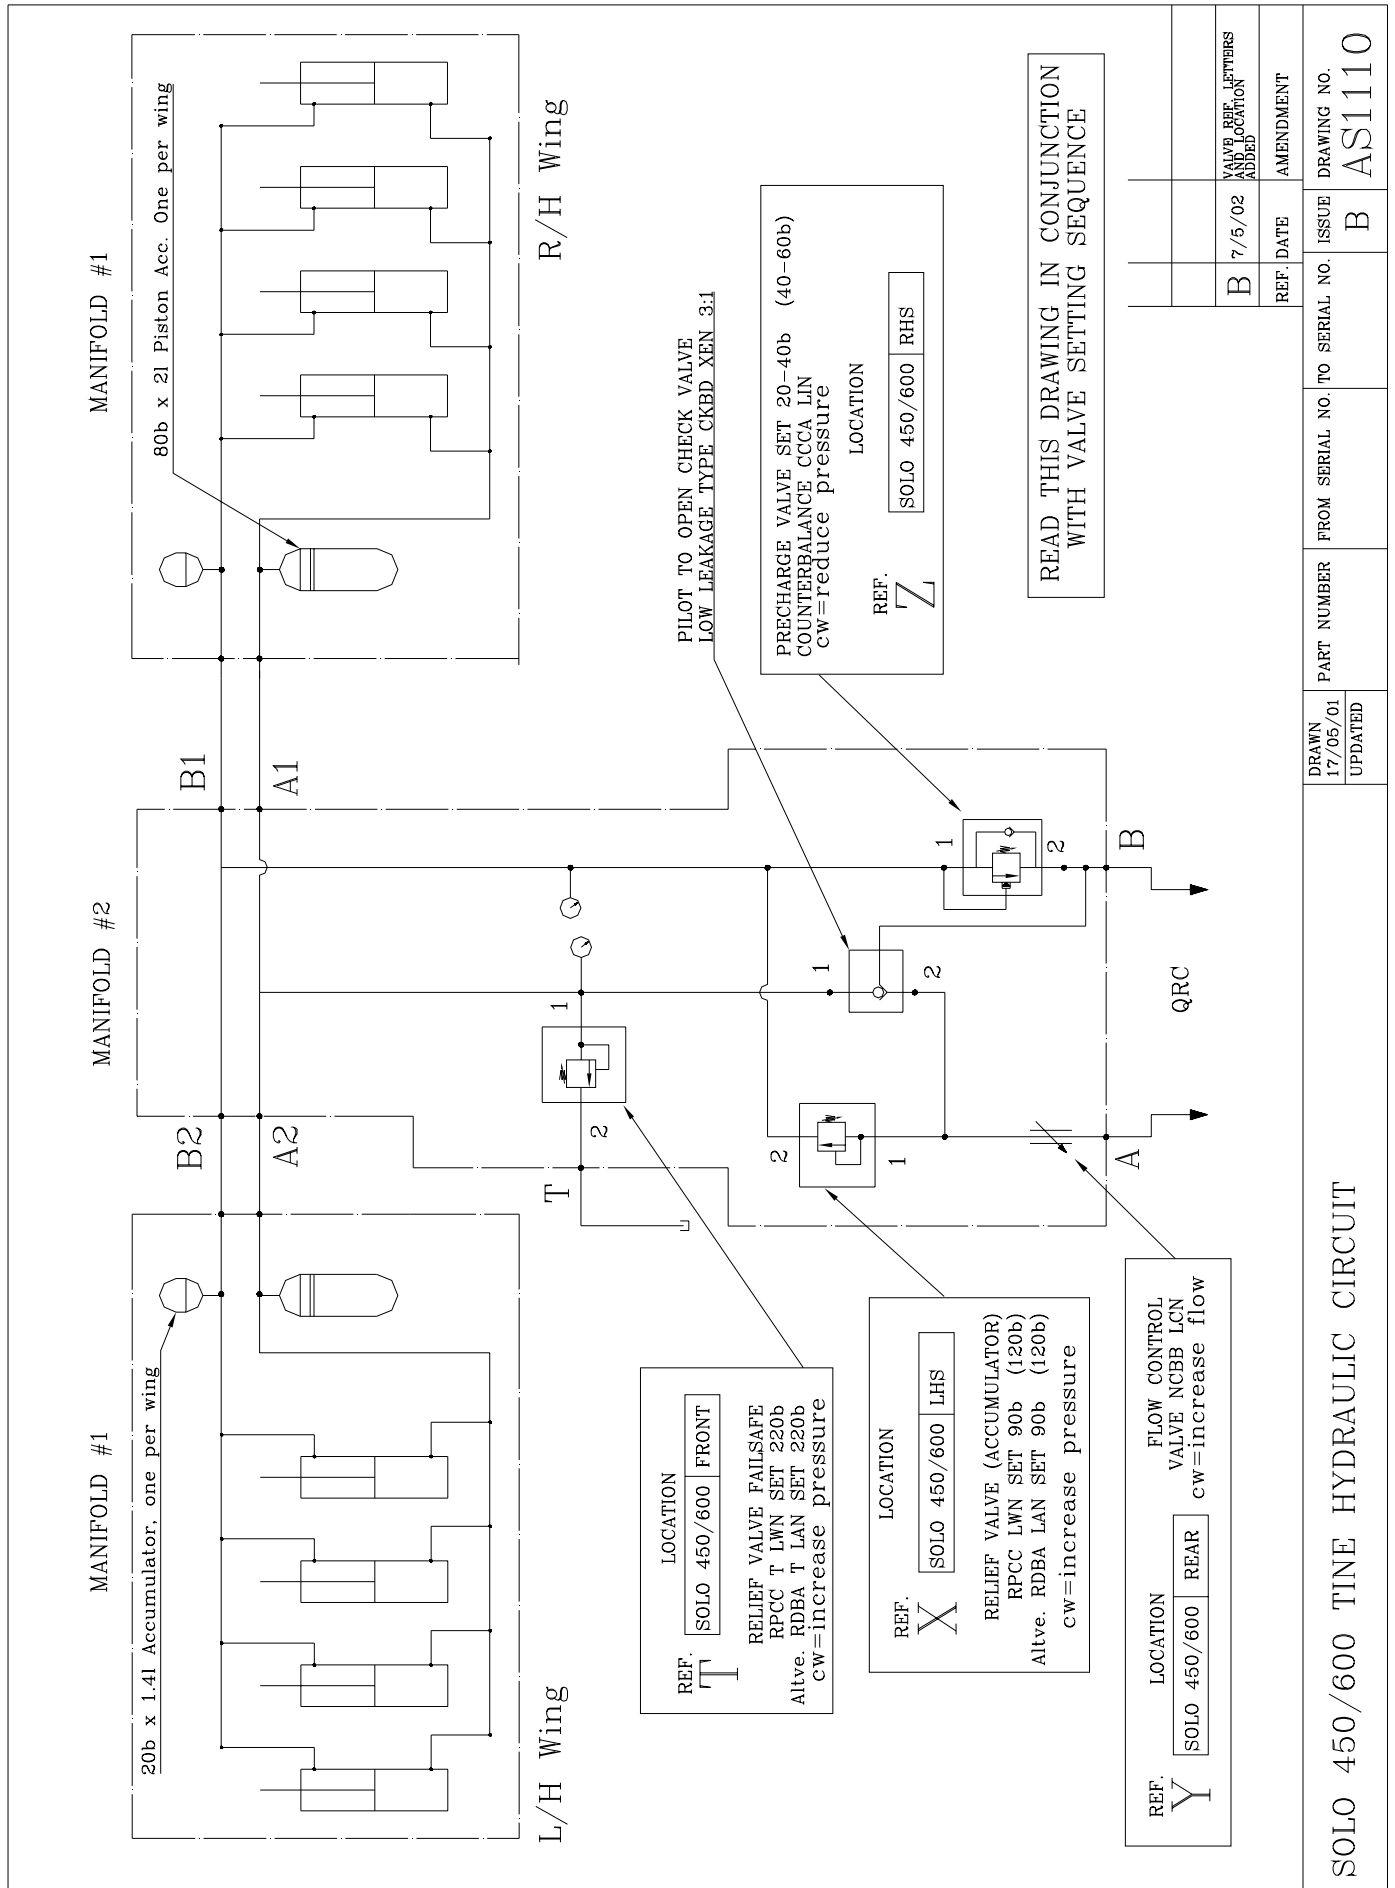 MANIFOLD #1
20b x 1.4l Accumulator, one per wing
L/H Wing
B2
A2
MANIFOLD #2
B1
A1
MANIFOLD #1
80b x 2l Piston Acc. One per wing
R/H Wing
T
2
1
2
1
1
2
1
2
A
QRC
B
LOCATION
REF.
T
SOLO 450/600 FRONT
RELIEF VALVE FAILSAFE
RPCC T LWN SET 220b
Altve. RDBA T LAN SET 220b
cw=increase pressure
LOCATION
REF.
X
SOLO 450/600 LHS
RELIEF VALVE (ACCUMULATOR)
RPCC LWN SET 90b (120b)
Altve. RDBA LAN SET 90b (120b)
cw=increase pressure
REF.
Y
LOCATION
SOLO 450/600 REAR
FLOW CONTROL
VALVE NCBB LCN
cw=increase flow
PILOT TO OPEN CHECK VALVE
LOW LEAKAGE TYPE CKBD XEN 3:1
PRECHARGE VALVE SET 20-40b (40-60b)
COUNTERBALANCE CCCA LIN
cw=reduce pressure
LOCATION
REF.
Z
SOLO 450/600 RHS
READ THIS DRAWING IN CONJUNCTION
WITH VALVE SETTING SEQUENCE
B 7/5/02 VALVE REF. LETTERS
AND LOCATION
ADDED
REF. DATE AMENDMENT
SOLO 450/600 TINE HYDRAULIC CIRCUIT
DRAWN
17/05/01
UPDATED
PART NUMBER
FROM SERIAL NO.
TO SERIAL NO.
ISSUE
B
DRAWING NO.
AS1110